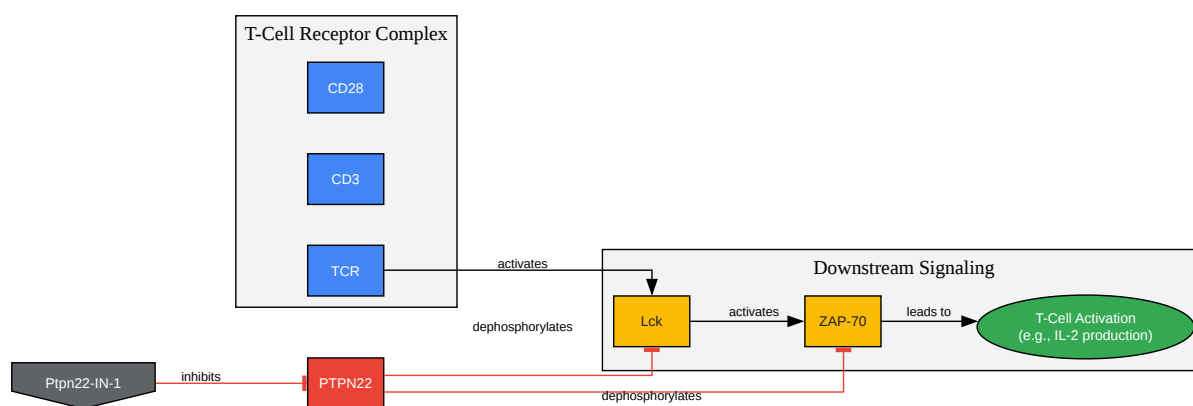 T-Cell Receptor Complex
CD28
CD3
TCR
activates
Downstream Signaling
Lck
activates
ZAP-70
leads to
T-Cell Activation
(e.g., IL-2 production)
dephosphorylates
Ptpn22-IN-1
inhibits
PTPN22
dephosphorylates